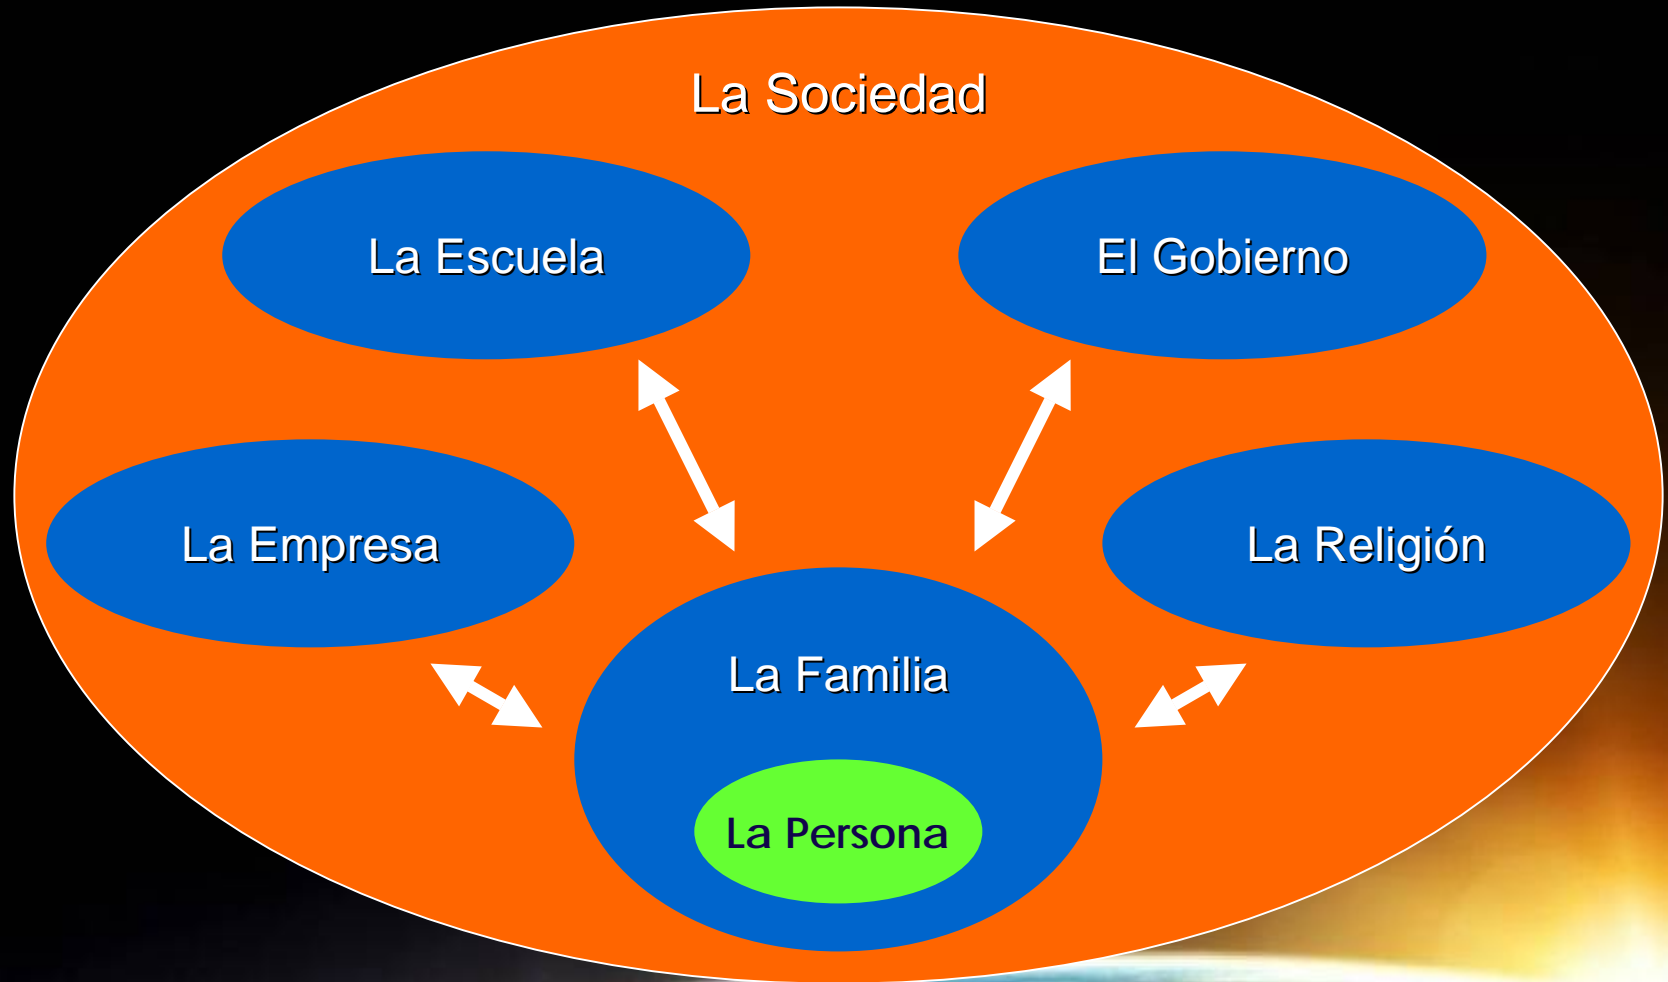 La Sociedad
La Escuela
El Gobierno
La Empresa
La Religión
La Familia
La Persona